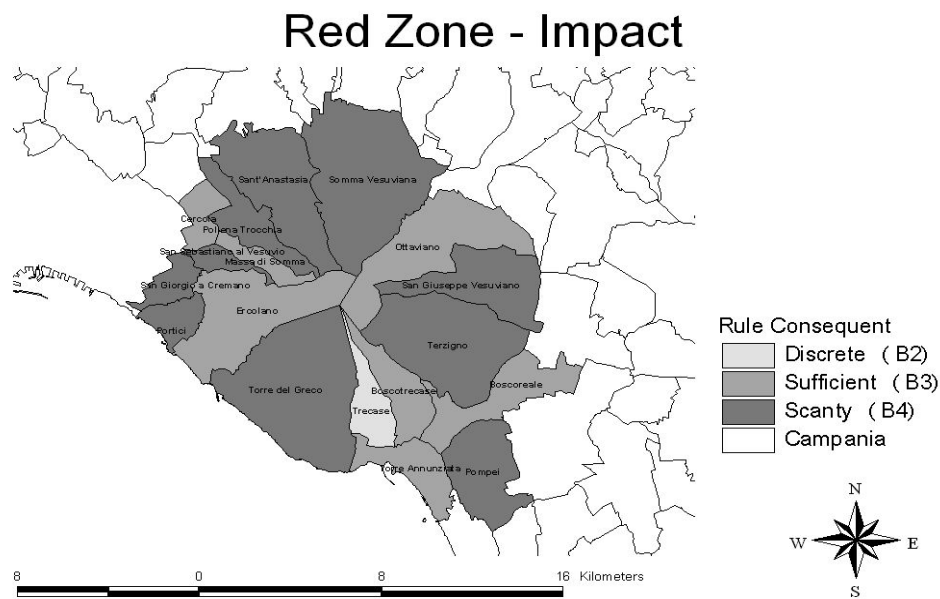 Red Zone - Impact
Sant'Anastasia
Somma Vesuviana
Cercola
Pollena Trocchia
Ottaviano
San Sebastiano al Vesuvio
Massa di Somma
San Giorgio a Cremano
San Giuseppe Vesuviano
Ercolano
Portici
Terzigno
Torre del Greco
Boscotrecase
Boscoreale
Trecase
Torre Annunziata
Pompei
Rule Consequent
Discrete ( B2)
Sufficient ( B3)
Scanty ( B4)
Campania
N
W
E
S
8 0 8 16 Kilometers